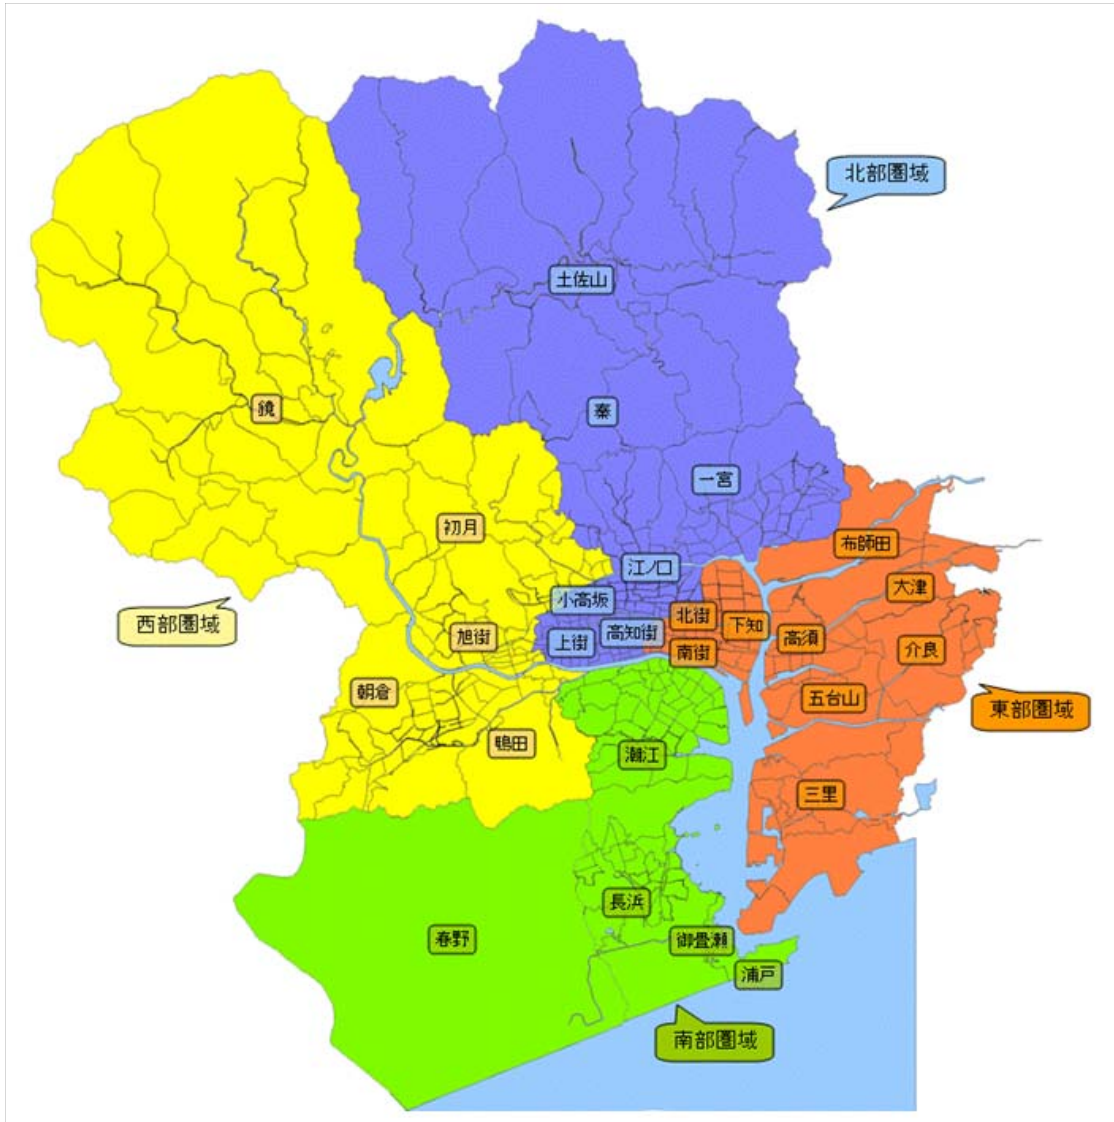 北部圏域
土佐山
鏡
秦
一宮
初月
布師田
江ノ口
大津
小高坂
西部圏域
北街
下知
旭街
上街
高知街
高須
南街
介良
朝倉
五台山
東部圏域
鴨田
潮江
三里
長浜
春野
御畳瀬
浦戸
南部圏域